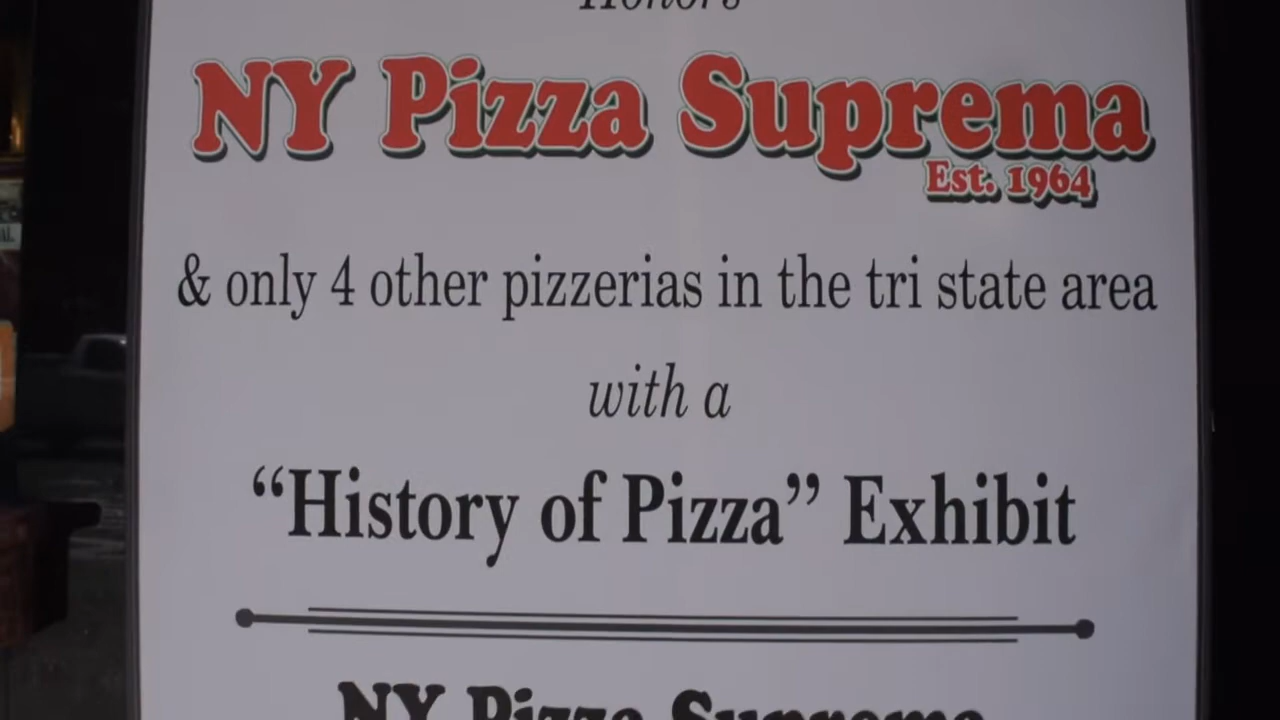 Honors
NY Pizza Suprema
Est. 1964
& only 4 other pizzerias in the tri state area
with a
“History of Pizza” Exhibit
NY Pizza Suprema